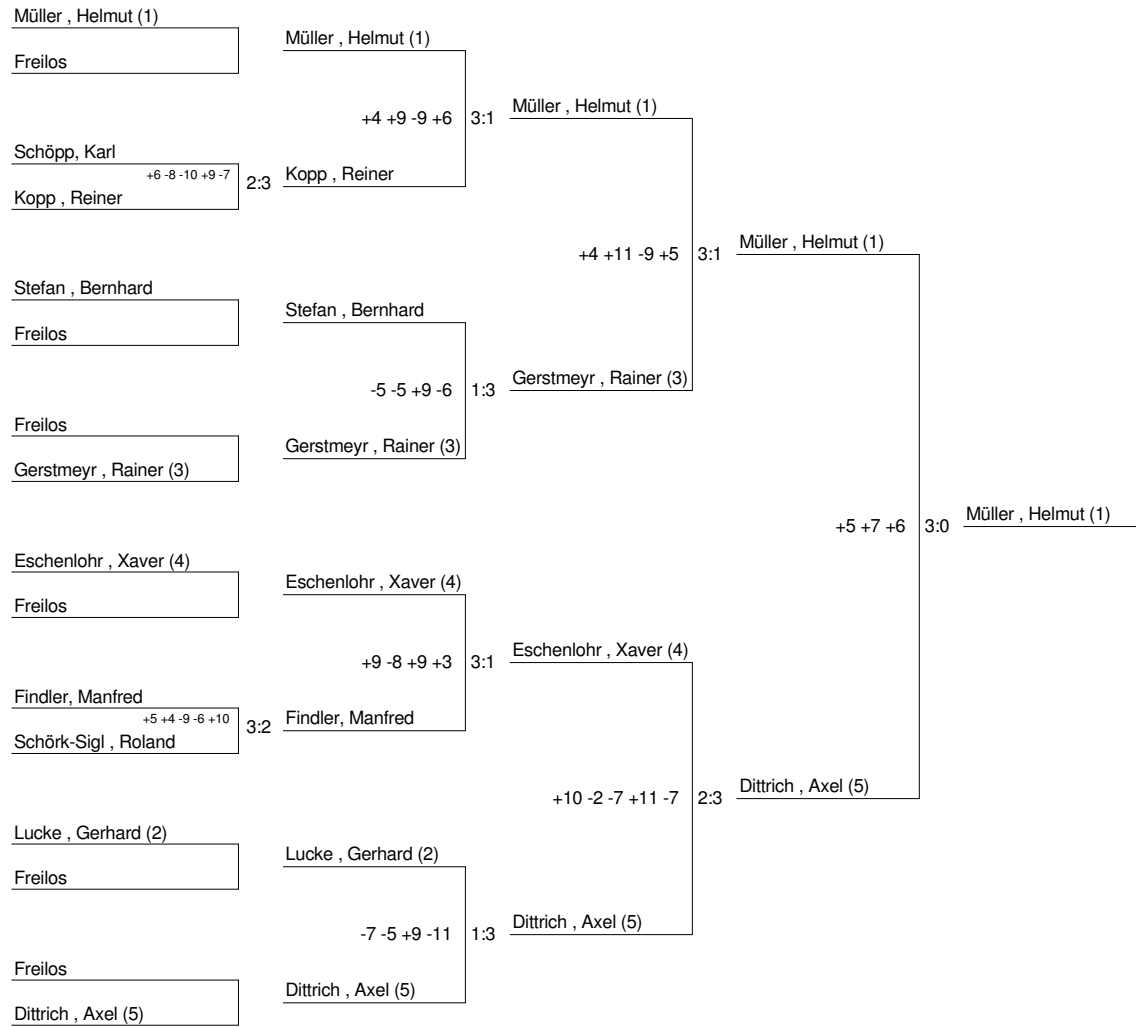 Müller , Helmut (1)
Freilos
Schöpp, Karl
+6 -8 -10 +9 -7
2:3
Kopp , Reiner
Stefan , Bernhard
Freilos
Freilos
Gerstmeyr , Rainer (3)
Eschenlohr , Xaver (4)
Freilos
Findler, Manfred
+5 +4 -9 -6 +10
3:2
Schörk-Sigl , Roland
Lucke , Gerhard (2)
Freilos
Freilos
Dittrich , Axel (5)
Müller , Helmut (1)
+4 +9 -9 +6 3:1
Kopp , Reiner
Stefan , Bernhard
-5 -5 +9 -6 1:3
Gerstmeyr , Rainer (3)
Eschenlohr , Xaver (4)
+9 -8 +9 +3 3:1
Findler, Manfred
Lucke , Gerhard (2)
-7 -5 +9 -11 1:3
Dittrich , Axel (5)
Müller , Helmut (1)
+4 +11 -9 +5 3:1
Gerstmeyr , Rainer (3)
Eschenlohr , Xaver (4)
+10 -2 -7 +11 -7 2:3
Dittrich , Axel (5)
Müller , Helmut (1)
+5 +7 +6 3:0
Dittrich , Axel (5)
Müller , Helmut (1)